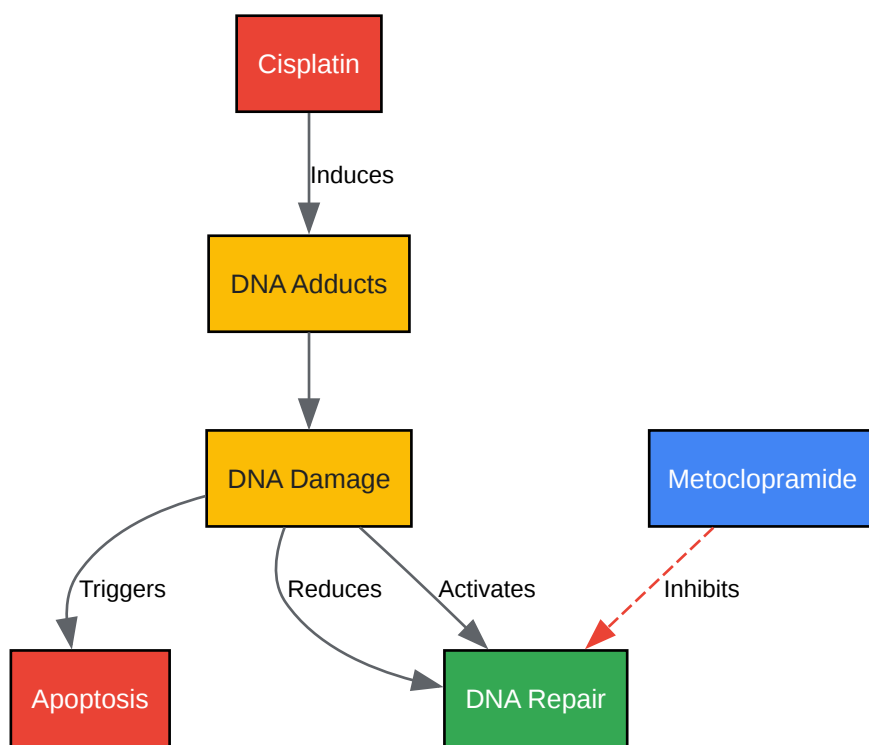 Cisplatin
Induces
DNA Adducts
DNA Damage
Metoclopramide
Triggers
Reduces
Activates
Inhibits
Apoptosis
DNA Repair